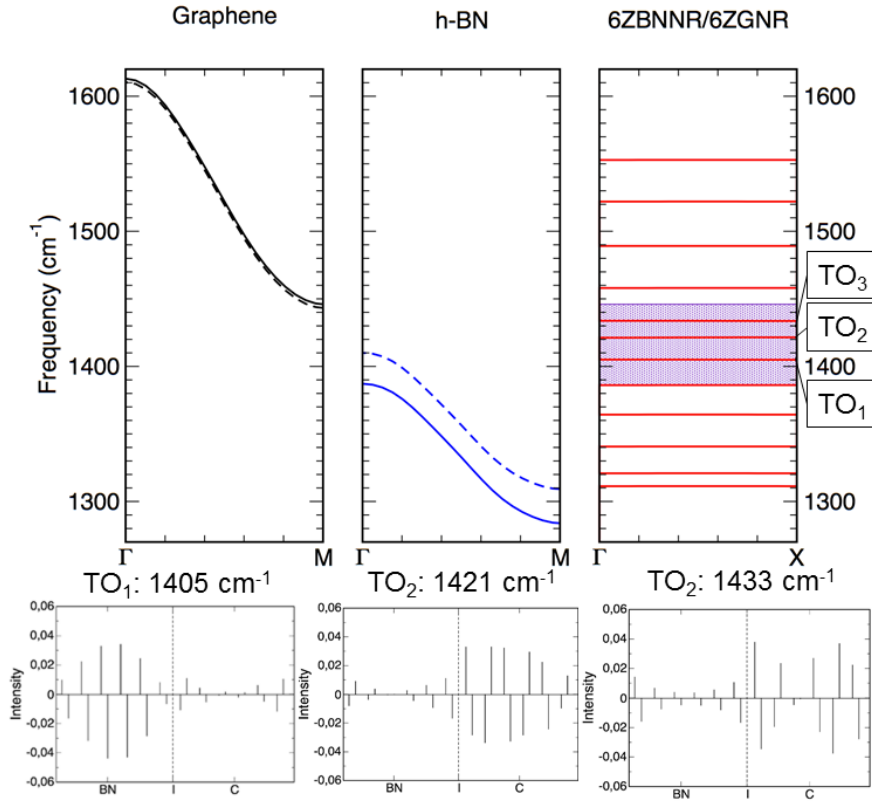 Graphene
h-BN
6ZBNNR/6ZGNR
Frequency (cm-1)
1600
1500
1400
1300
1600
1500
1400
1300
TO3
TO2
TO1
Γ
M
Γ
M
Γ
X
TO1: 1405 cm-1
TO2: 1421 cm-1
TO2: 1433 cm-1
Intensity
0,06
0,04
0,02
0
-0,02
-0,04
-0,06
BN
I
C
Intensity
0,06
0,04
0,02
0
-0,02
-0,04
-0,06
BN
I
C
Intensity
0,06
0,04
0,02
0
-0,02
-0,04
-0,06
BN
I
C